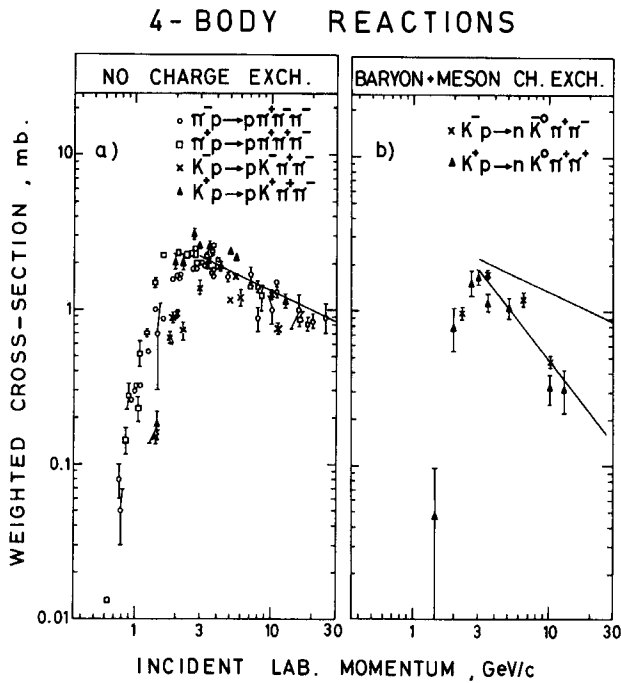 4-BODY REACTIONS
NO CHARGE EXCH.
BARYON+MESON CH. EXCH.
a)
○ π⁻p→pπ⁺π⁻π⁻
□ π⁺p→pπ⁺π⁺π⁻
× K⁻p→pK⁻π⁺π⁻
▲ K⁺p→pK⁺π⁺π⁻
b)
× K⁻p→nK̅⁰π⁺π⁻
▲ K⁺p→nK⁰π⁺π⁺
WEIGHTED CROSS-SECTION, mb.
10
1
0.1
0.01
1 3 10 30
1 3 10 30
INCIDENT LAB. MOMENTUM, GeV/c